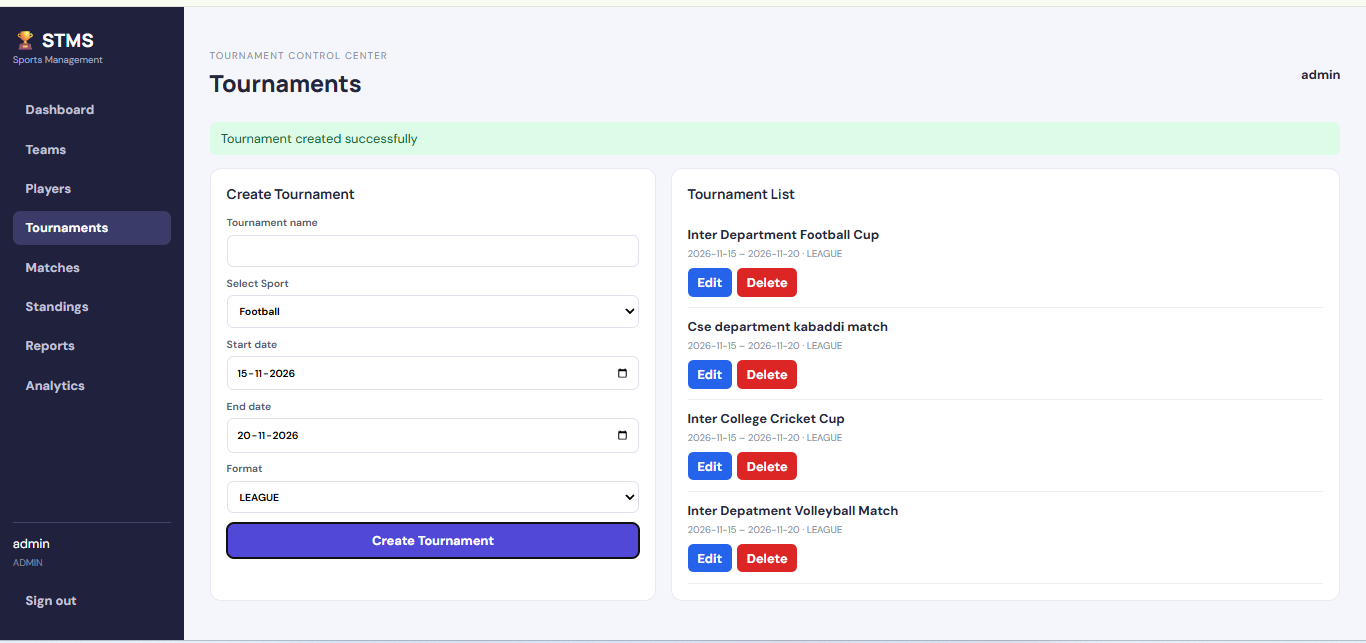 STMS
Sports Management
Dashboard
Teams
Players
Tournaments
Matches
Standings
Reports
Analytics
admin
ADMIN
Sign out
TOURNAMENT CONTROL CENTER
Tournaments
admin
Tournament created successfully
Create Tournament
Tournament name
Select Sport
Football
Start date
15-11-2026
End date
20-11-2026
Format
LEAGUE
Create Tournament
Tournament List
Inter Department Football Cup
2026-11-15 – 2026-11-20 · LEAGUE
Edit Delete
Cse department kabaddi match
2026-11-15 – 2026-11-20 · LEAGUE
Edit Delete
Inter College Cricket Cup
2026-11-15 – 2026-11-20 · LEAGUE
Edit Delete
Inter Depatment Volleyball Match
2026-11-15 – 2026-11-20 · LEAGUE
Edit Delete